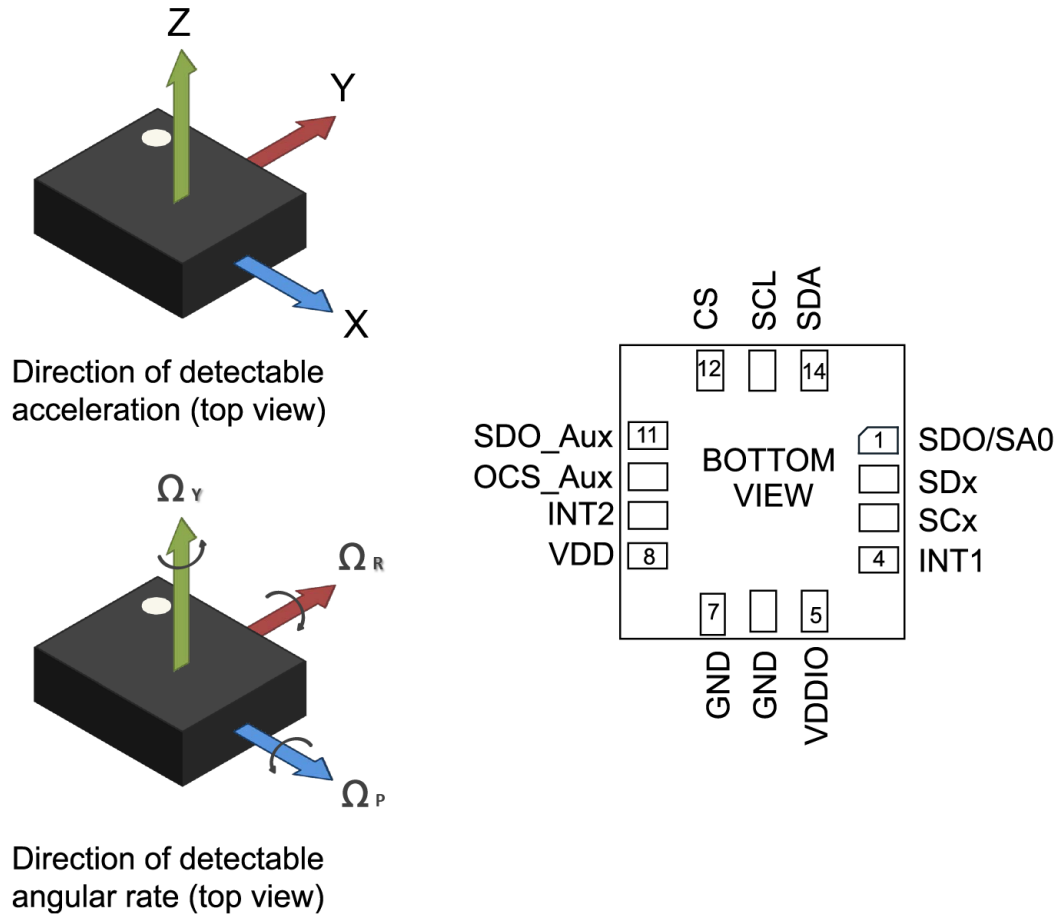 Z
Y
X
Direction of detectable
acceleration (top view)
Ω Y
Ω R
Ω P
Direction of detectable
angular rate (top view)
CS
SCL
SDA
12
14
SDO_Aux
11
1
SDO/SA0
OCS_Aux
SDx
INT2
SCx
VDD
8
4
INT1
BOTTOM
VIEW
7
5
GND
GND
VDDIO